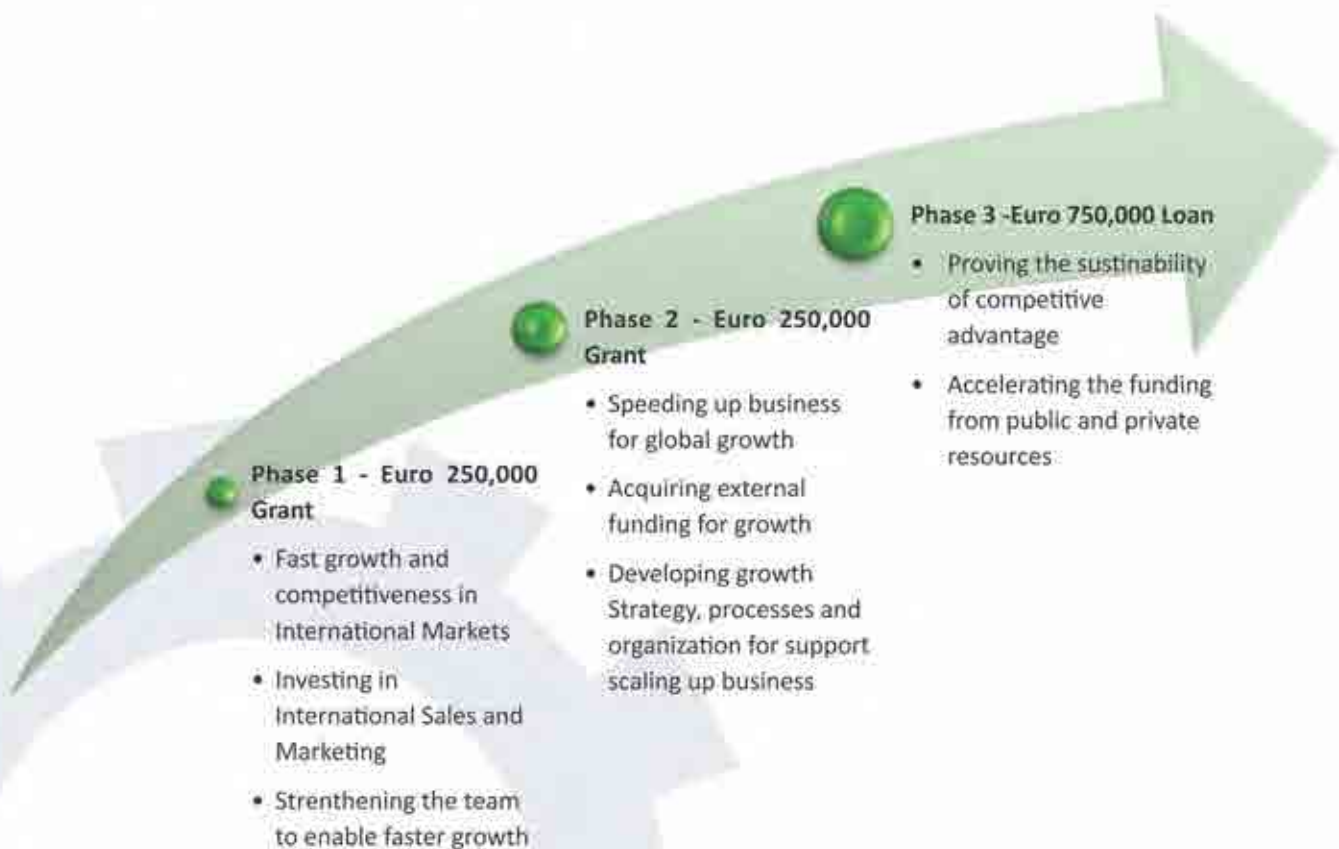 Phase 1 - Euro 250,000
Grant
• Fast growth and
competitiveness in
International Markets
• Investing in
International Sales and
Marketing
• Strenthening the team
to enable faster growth
Phase 2 - Euro 250,000
Grant
• Speeding up business
for global growth
• Acquiring external
funding for growth
• Developing growth
Strategy, processes and
organization for support
scaling up business
Phase 3 -Euro 750,000 Loan
• Proving the sustinability
of competitive
advantage
• Accelerating the funding
from public and private
resources